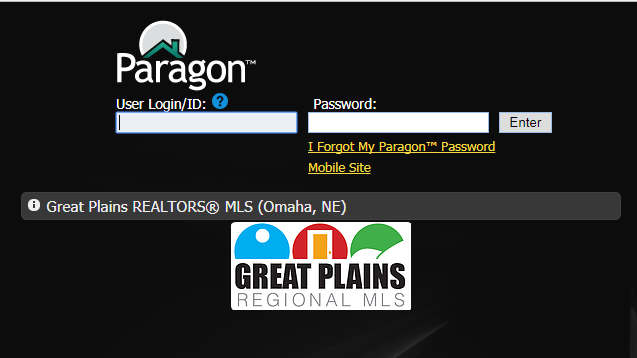 Paragon™
User Login/ID: ?
Password:
Enter
I Forgot My Paragon™ Password
Mobile Site
Great Plains REALTORS® MLS (Omaha, NE)
GREAT PLAINS
REGIONAL MLS